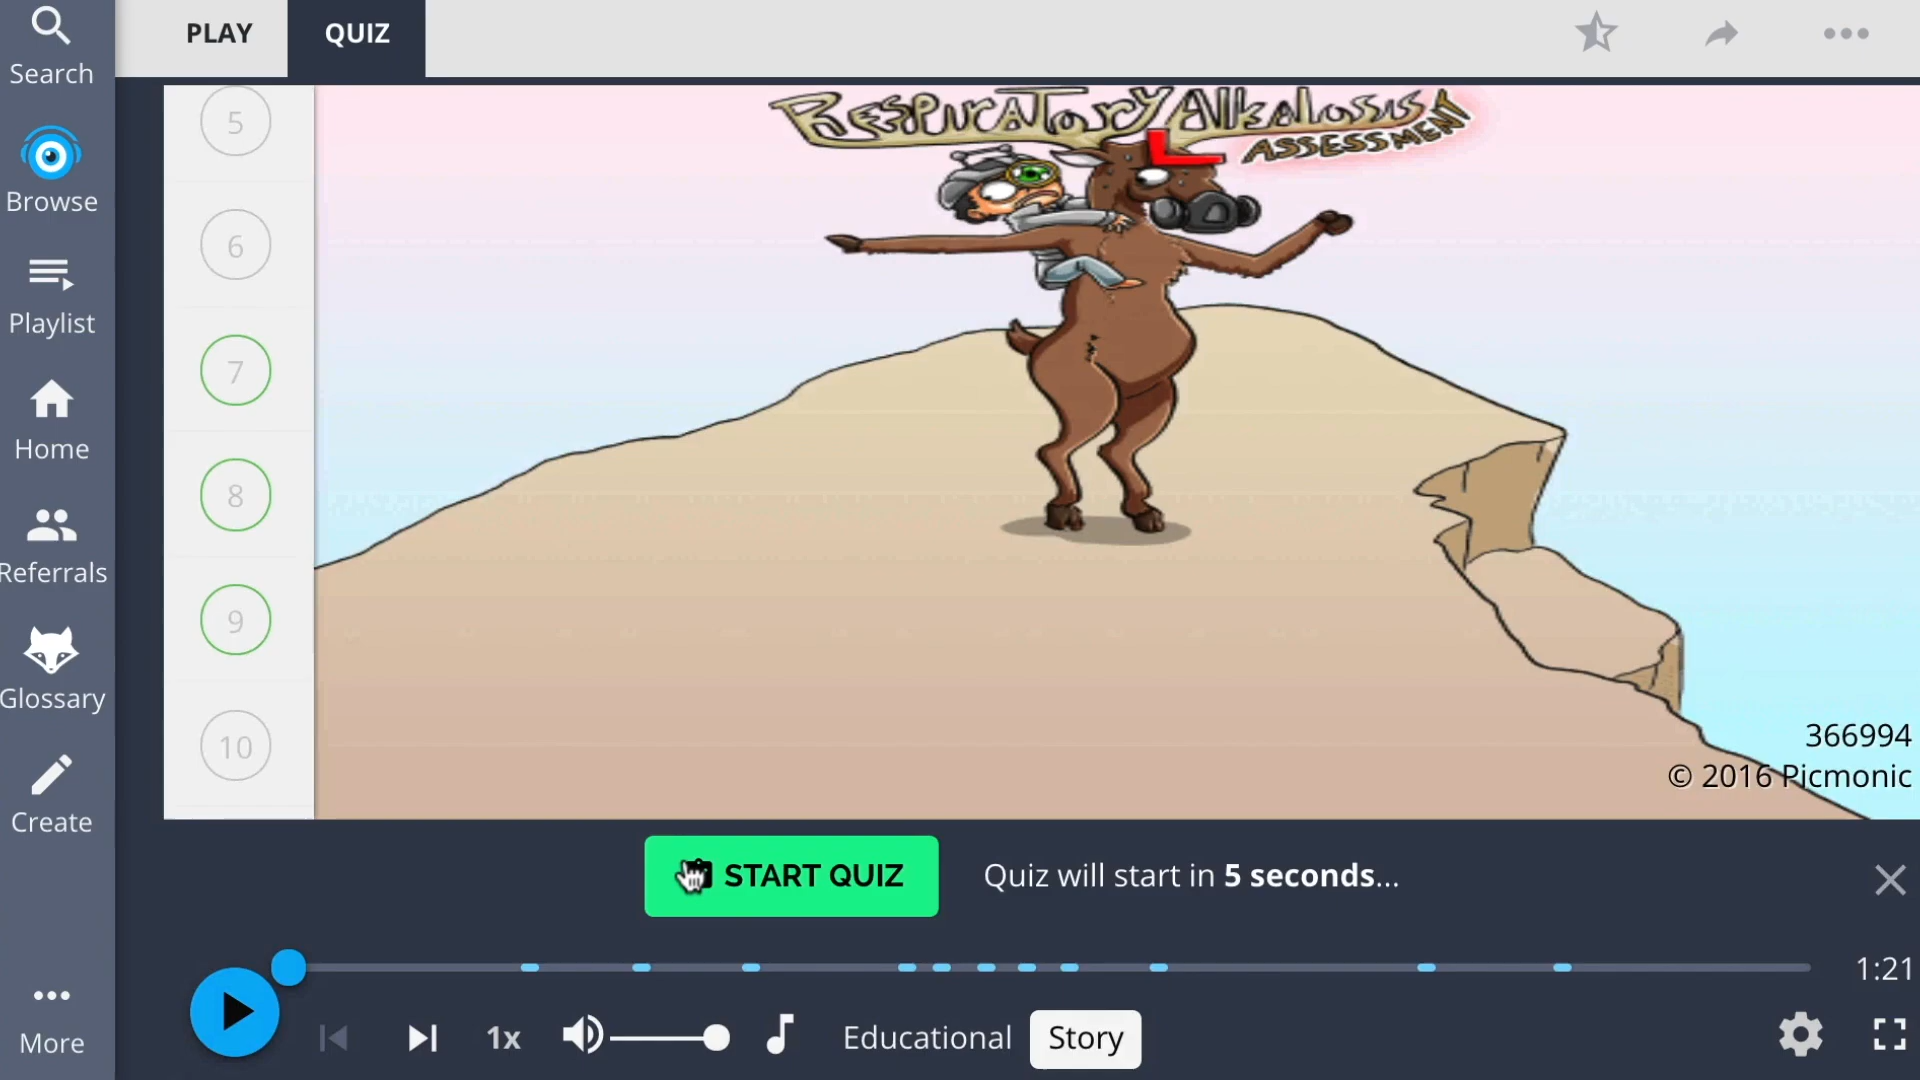 Search
Browse
Playlist
Home
Referrals
Glossary
Create
More
PLAY
QUIZ
5
6
7
8
9
10
RESPIRATORY ALKALOSIS
ASSESSMENT
366994
© 2016 Picmonic
START QUIZ
Quiz will start in 5 seconds...
1:21
1x
Educational
Story